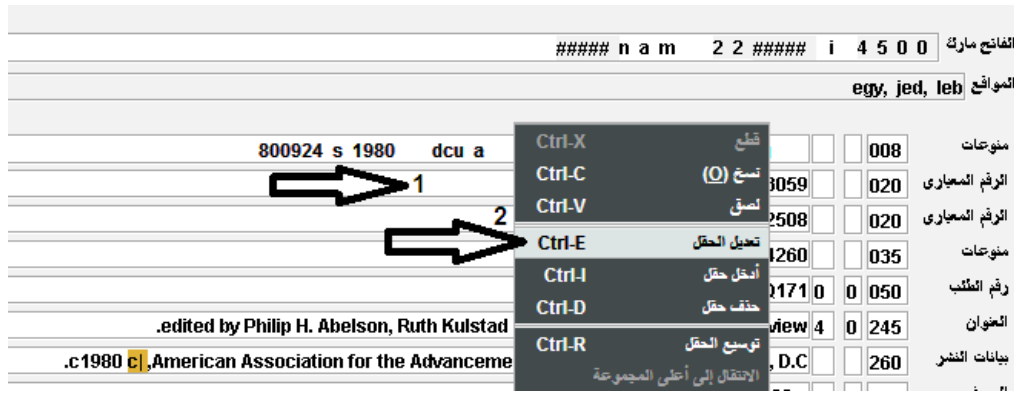 الفاتح مارك ##### n a m 2 2 ##### i 4 5 0 0
المواقع egy, jed, leb
منوعات 008 800924 s 1980 dcu a
الرقم المعيارى 020 3059 1
الرقم المعيارى 020 2508 2
منوعات 035 4260
رقم الطلب 050 0 0 Q171
العنوان 245 0 4 view edited by Philip H. Abelson, Ruth Kulstad.
بيانات النشر 260 , D.C American Association for the Advanceme, |c c1980.
قطع Ctrl-X
نسخ (O) Ctrl-C
لصق Ctrl-V
تعديل الحقل Ctrl-E
أدخل حقل Ctrl-I
حذف حقل Ctrl-D
توسيع الحقل Ctrl-R
الانتقال إلى أعلى المجموعة